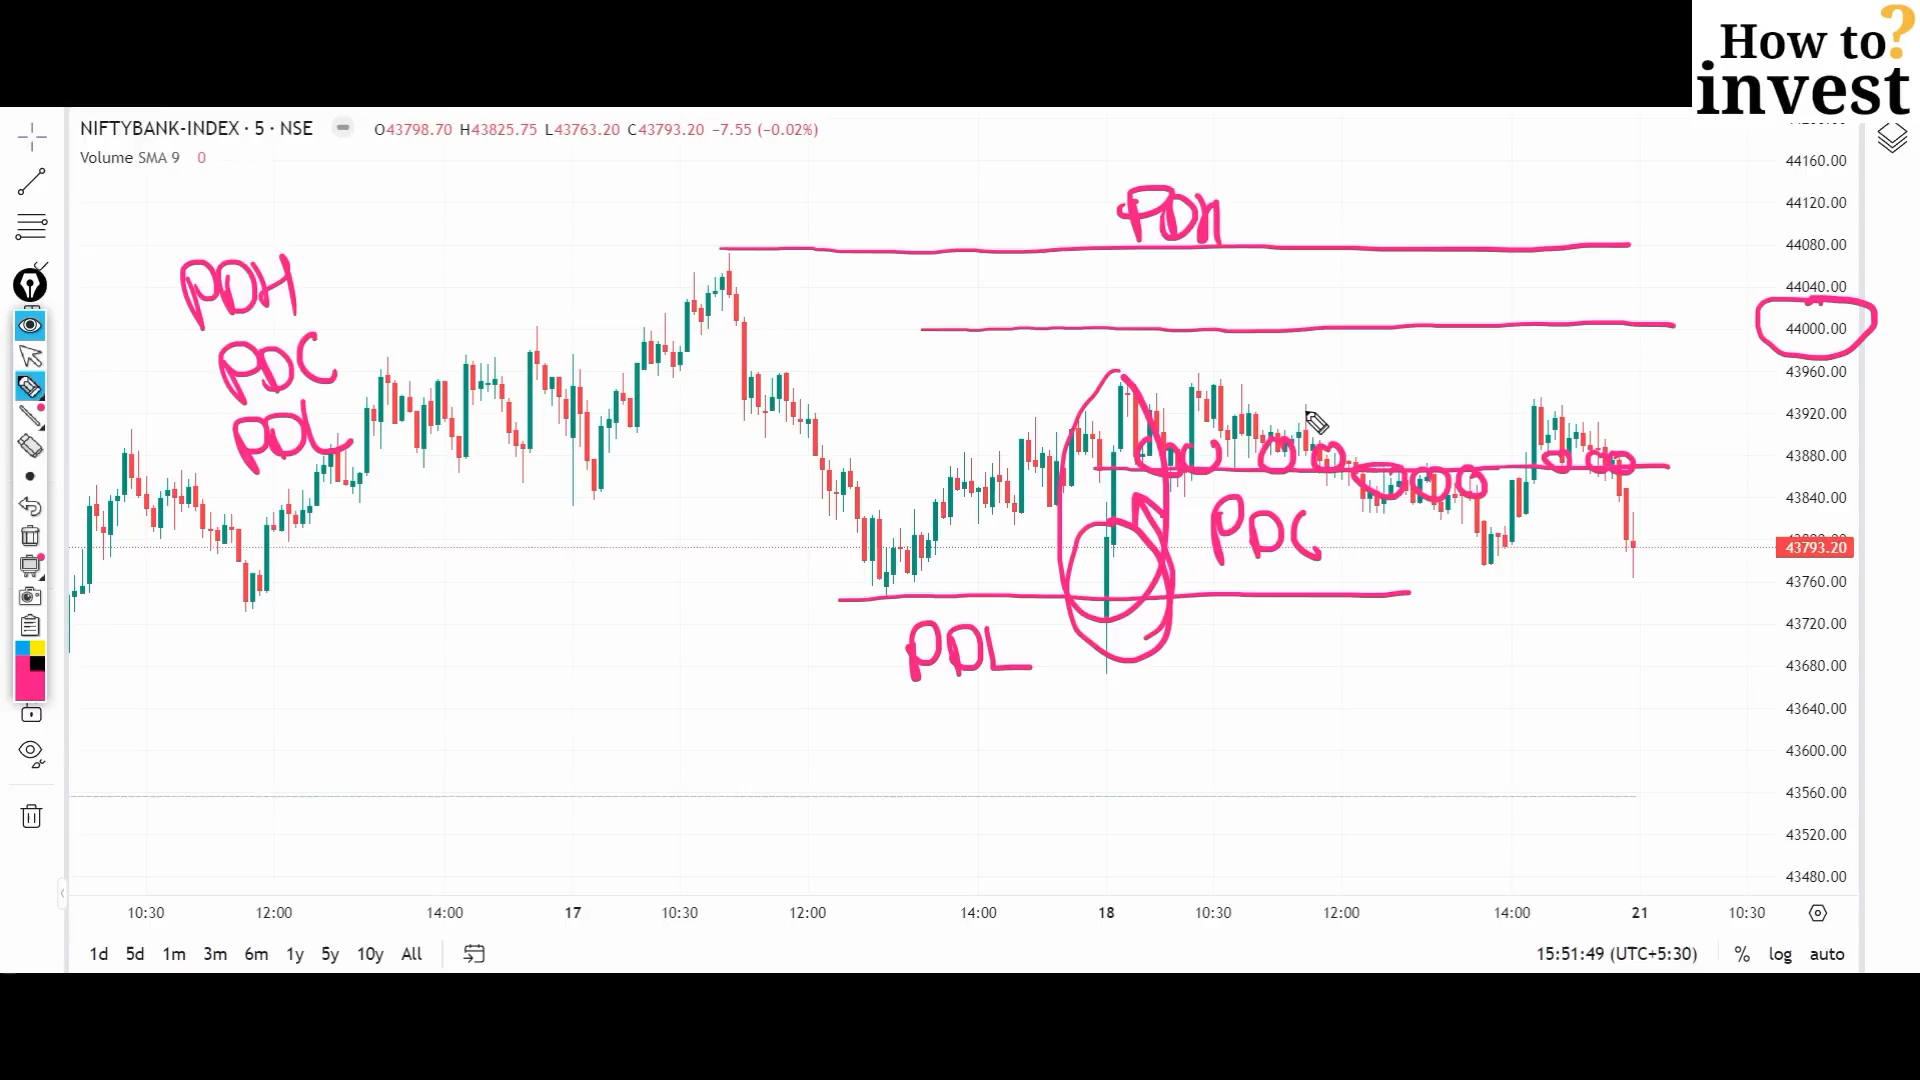 How to?
invest
NIFTYBANK-INDEX · 5 · NSE O43798.70 H43825.75 L43763.20 C43793.20 −7.55 (−0.02%)
Volume SMA 9 0
44160.00
44120.00
44080.00
44040.00
44000.00
43960.00
43920.00
43880.00
43840.00
43793.20
43760.00
43720.00
43680.00
43640.00
43600.00
43560.00
43520.00
43480.00
PDH
PDH
PDC
PDL
PDC
PDL
10:30 12:00 14:00 17 10:30 12:00 14:00 18 10:30 12:00 14:00 21 10:30
1d 5d 1m 3m 6m 1y 5y 10y All 15:51:49 (UTC+5:30) % log auto